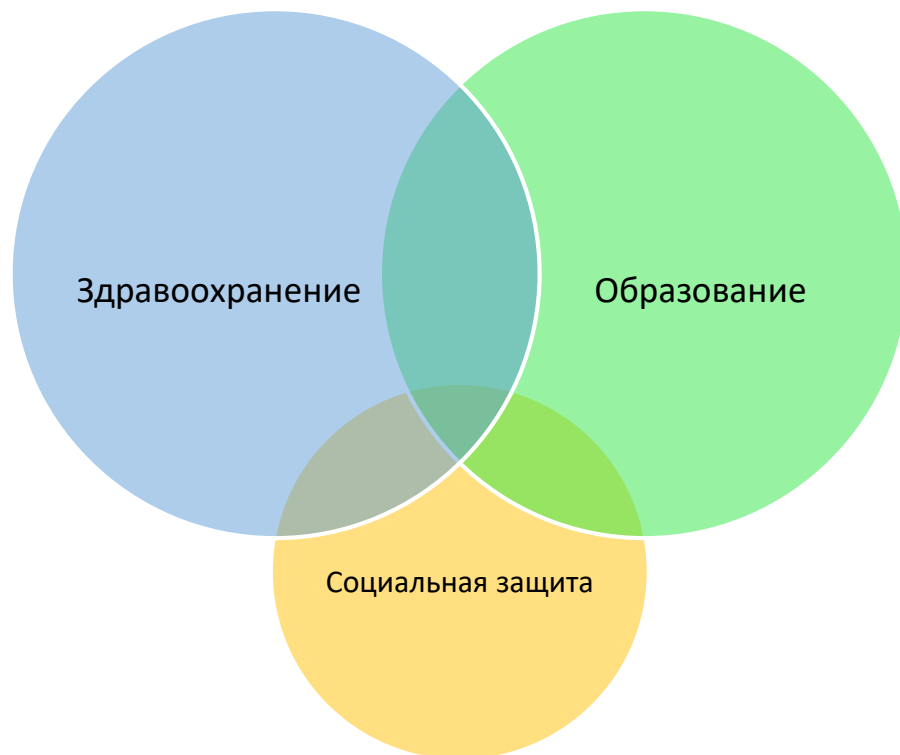 Здравоохранение
Образование
Социальная защита